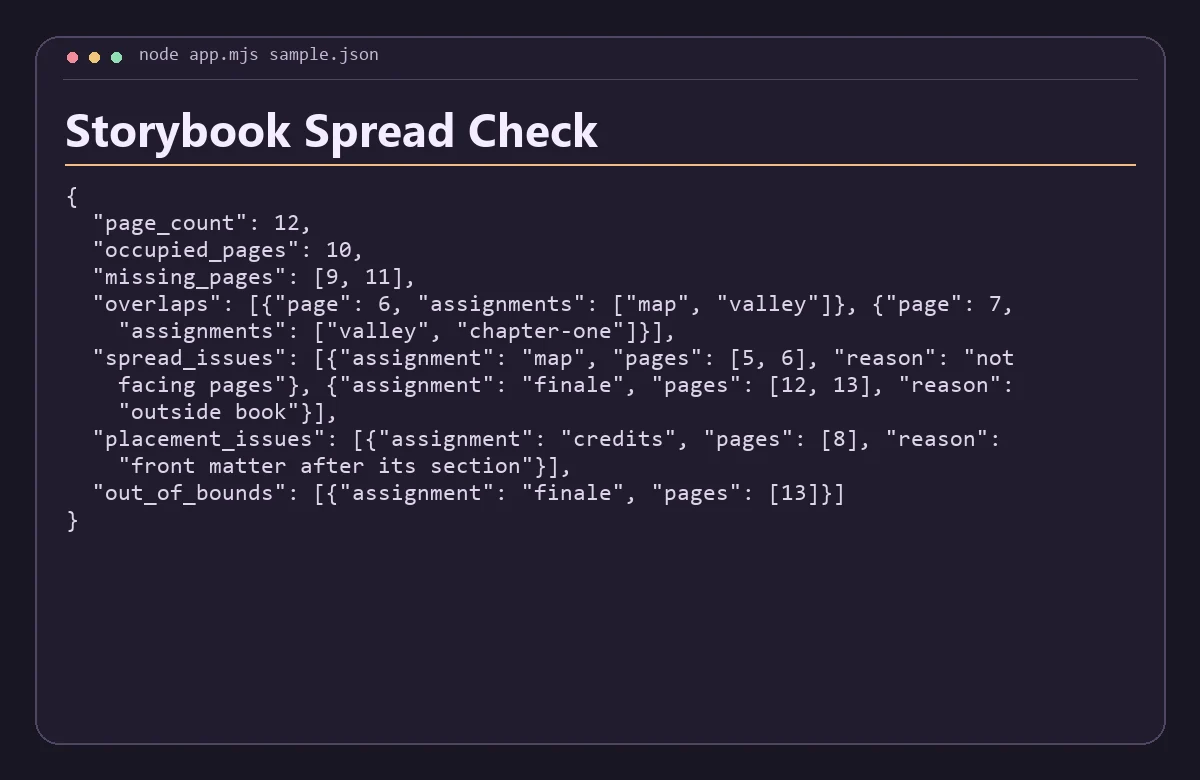 node app.mjs sample.json
Storybook Spread Check
{
  "page_count": 12,
  "occupied_pages": 10,
  "missing_pages": [9, 11],
  "overlaps": [{"page": 6, "assignments": ["map", "valley"]}, {"page": 7,
    "assignments": ["valley", "chapter-one"]}],
  "spread_issues": [{"assignment": "map", "pages": [5, 6], "reason": "not
    facing pages"}, {"assignment": "finale", "pages": [12, 13], "reason":
    "outside book"}],
  "placement_issues": [{"assignment": "credits", "pages": [8], "reason":
    "front matter after its section"}],
  "out_of_bounds": [{"assignment": "finale", "pages": [13]}]
}